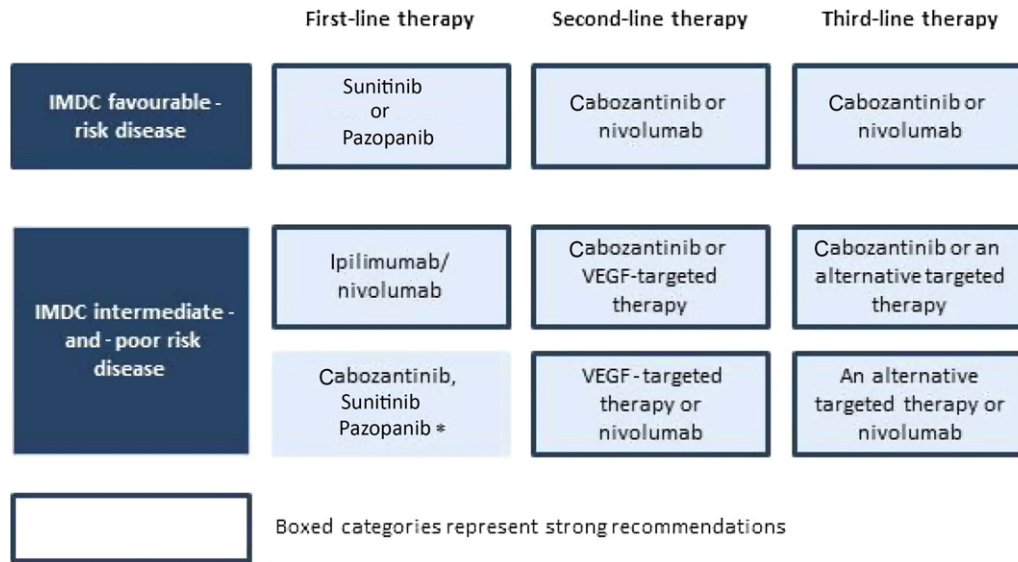 First-line therapy
Second-line therapy
Third-line therapy
IMDC favourable -
risk disease
Sunitinib
or
Pazopanib
Cabozantinib or
nivolumab
Cabozantinib or
nivolumab
IMDC intermediate -
and - poor risk
disease
Ipilimumab/
nivolumab
Cabozantinib or
VEGF-targeted
therapy
Cabozantinib or an
alternative targeted
therapy
Cabozantinib,
Sunitinib
Pazopanib *
VEGF - targeted
therapy or
nivolumab
An alternative
targeted therapy or
nivolumab
Boxed categories represent strong recommendations